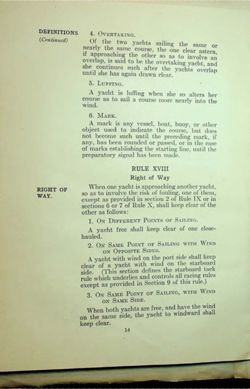 DEFINITIONS
(Continued)
4. OVERTAKING.
Of the two yachts sailing the same or
nearly the same course, the one clear astern,
if approaching the other so as to involve an
overlap, is said to be the overtaking yacht, and
she continues such after the yachts overlap
until she has again drawn clear.
5. LUFFING.
A yacht is luffing when she so alters her
course as to sail a course more nearly into the
wind.
6. MARK.
A mark is any vessel, boat, buoy, or other
object used to indicate the course, but does
not become such until the preceding mark, if
any, has been rounded or passed, or in the case
of marks establishing the starting line, until the
preparatory signal has been made.
RULE XVIII
Right of Way
RIGHT OF
WAY.
When one yacht is approaching another yacht,
so as to involve the risk of fouling, one of them,
except as provided in section 2 of Rule IX or in
sections 6 or 7 of Rule X, shall keep clear of the
other as follows:
1. ON DIFFERENT POINTS OF SAILING.
A yacht free shall keep clear of one close-
hauled.
2. ON SAME POINT OF SAILING WITH WIND
ON OPPOSITE SIDES.
A yacht with wind on the port side shall keep
clear of a yacht with wind on the starboard
side. (This section defines the starboard tack
rule which underlies and controls all racing rules
except as provided in Section 9 of this rule.)
3. ON SAME POINT OF SAILING, WITH WIND
ON SAME SIDE.
When both yachts are free, and have the wind
on the same side, the yacht to windward shall
keep clear.
14